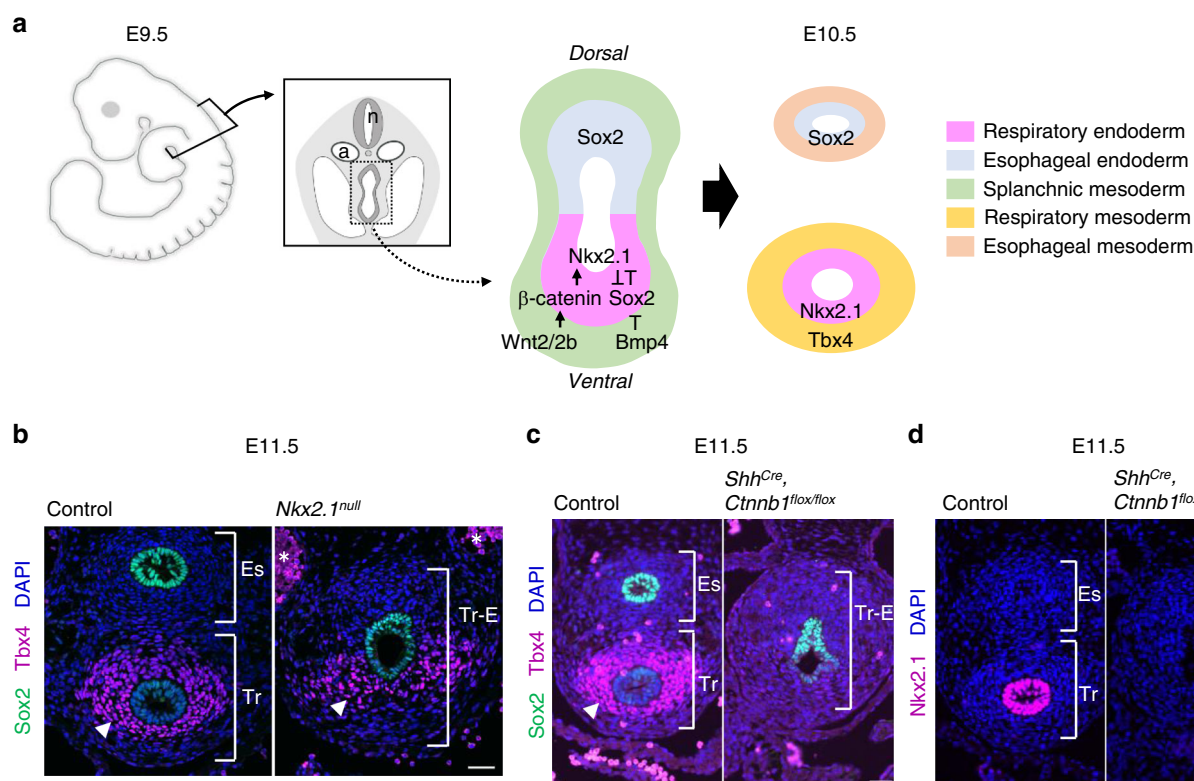 a
E9.5
n
a
Dorsal
Sox2
Nkx2.1
β-catenin Sox2
Wnt2/2b Bmp4
Ventral
E10.5
Sox2
Nkx2.1
Tbx4
Respiratory endoderm
Esophageal endoderm
Splanchnic mesoderm
Respiratory mesoderm
Esophageal mesoderm
b
E11.5
Control
Nkx2.1null
Sox2 Tbx4 DAPI
Es
Tr
*
*
Tr-E
c
E11.5
Control
ShhCre,
Ctnnb1flox/flox
Sox2 Tbx4 DAPI
Es
Tr
Tr-E
d
E11.5
Control
ShhCre,
Ctnnb1flo
Nkx2.1 DAPI
Es
Tr